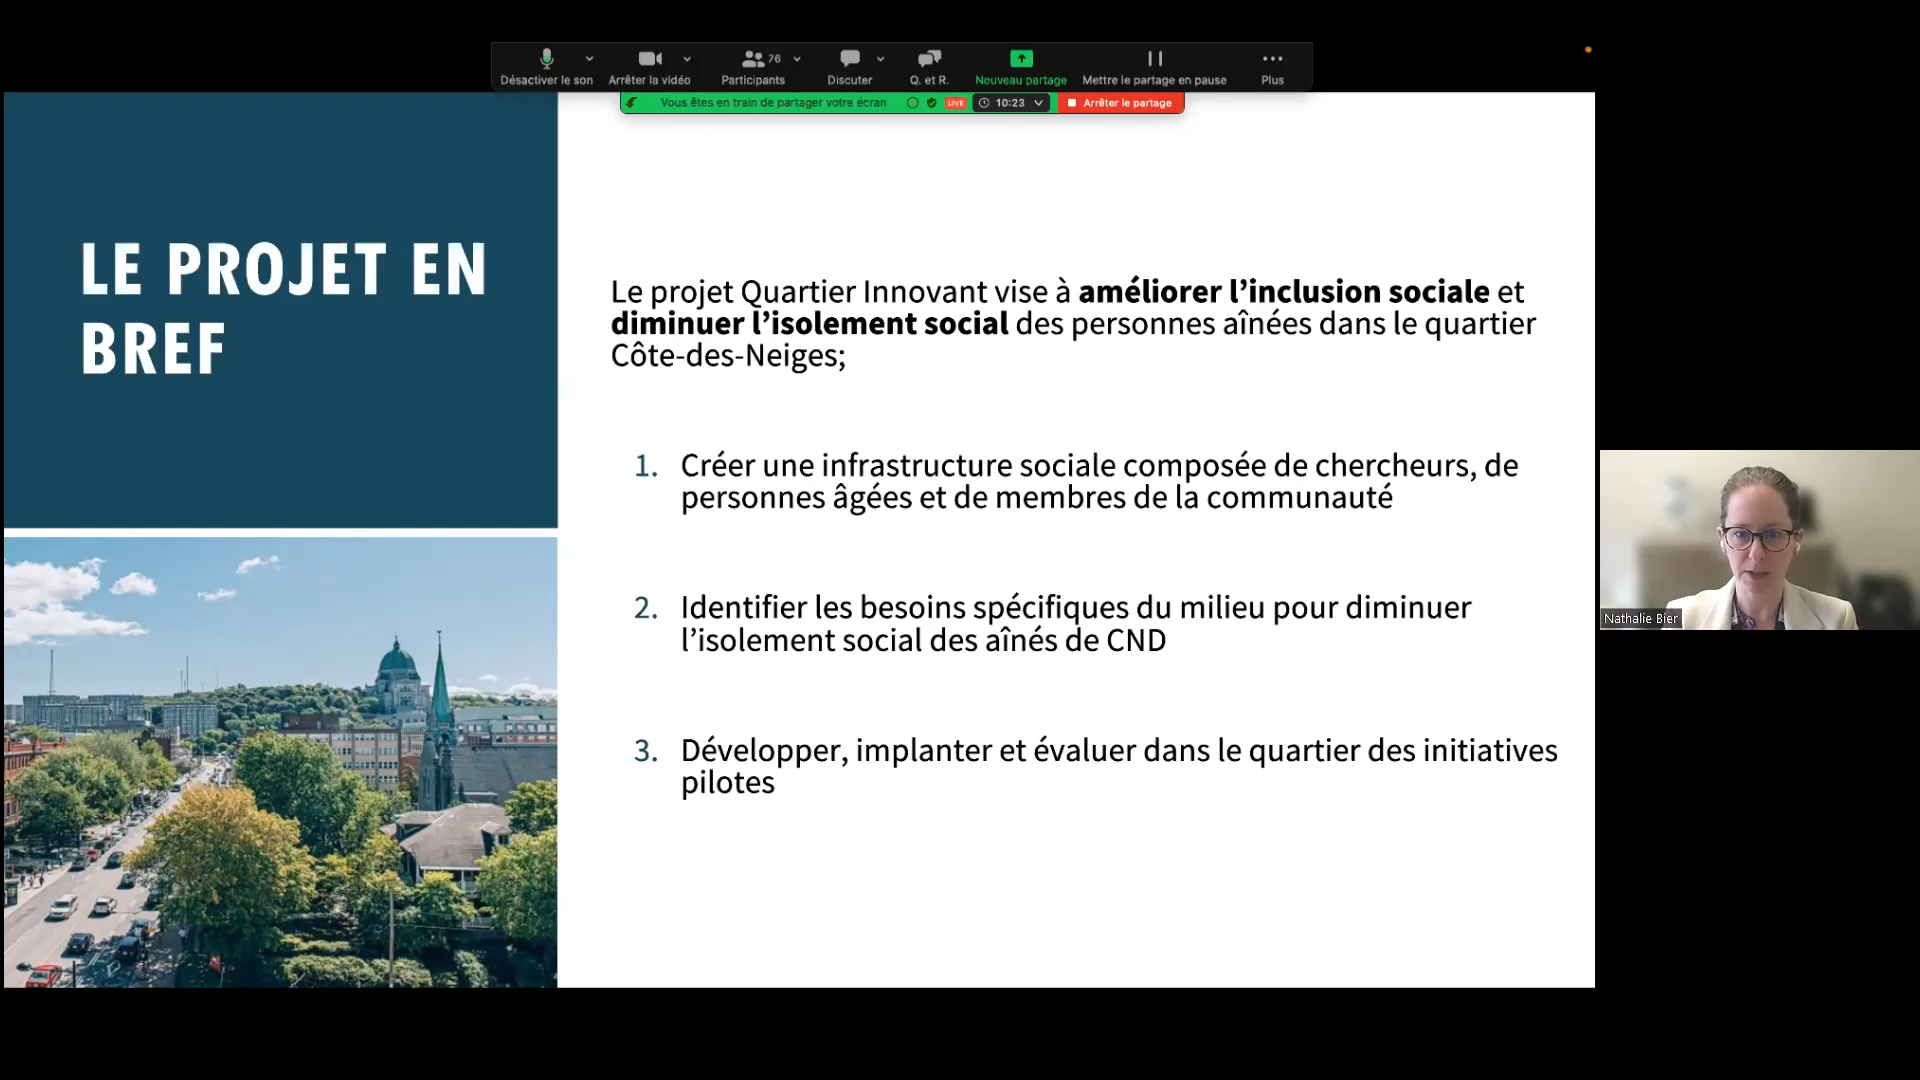 76
Désactiver le son
Arrêter la vidéo
Participants
Discuter
Q. et R.
Nouveau partage
Mettre le partage en pause
Plus
Vous êtes en train de partager votre écran
LIVE
10:23
Arrêter le partage
LE PROJET EN
BREF
Le projet Quartier Innovant vise à améliorer l’inclusion sociale et
diminuer l’isolement social des personnes aînées dans le quartier
Côte-des-Neiges;
1. Créer une infrastructure sociale composée de chercheurs, de
personnes âgées et de membres de la communauté
2. Identifier les besoins spécifiques du milieu pour diminuer
l’isolement social des aînés de CND
3. Développer, implanter et évaluer dans le quartier des initiatives
pilotes
Nathalie Bier